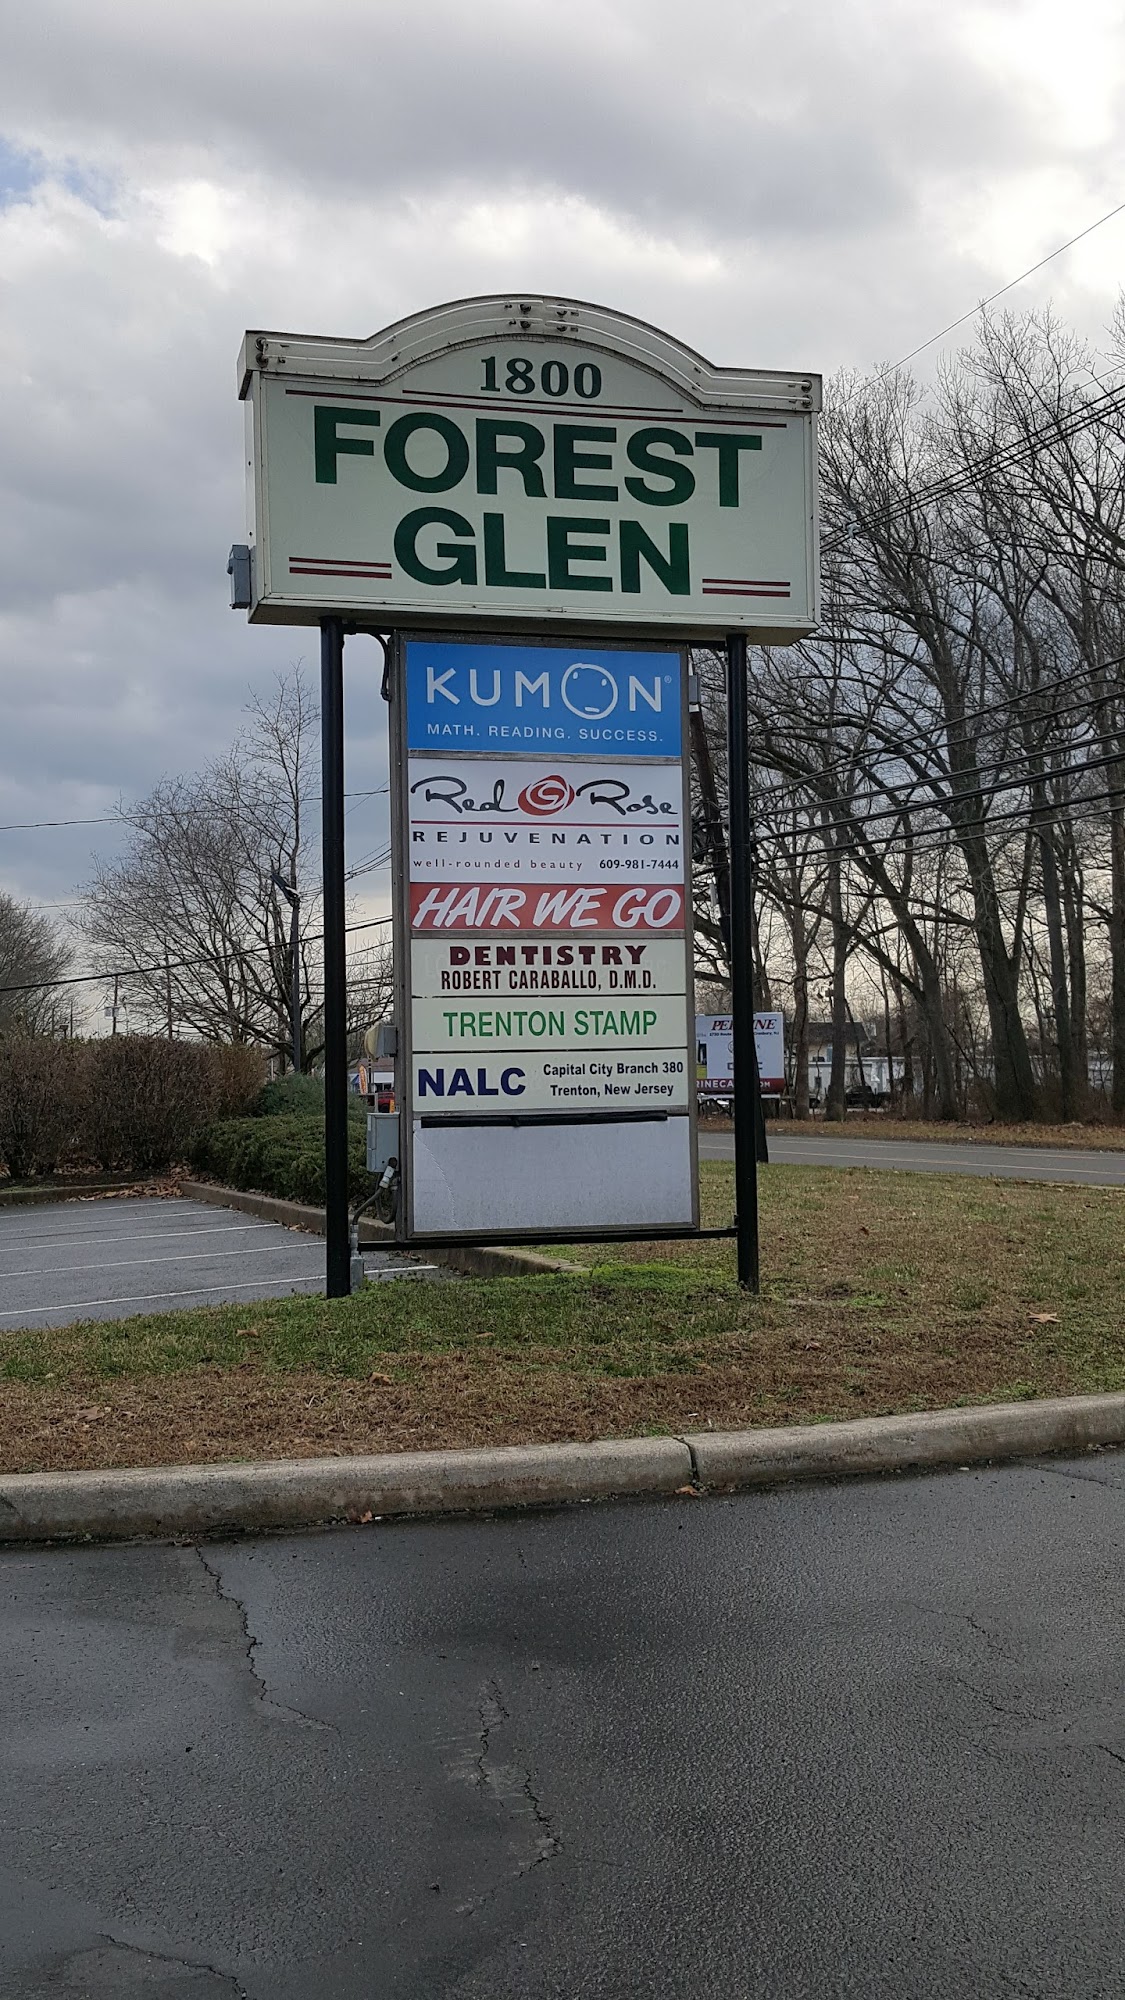 1800
FOREST
GLEN
KUMON®
MATH. READING. SUCCESS.
Red Rose
REJUVENATION
well-rounded beauty 609-981-7444
HAIR WE GO
DENTISTRY
ROBERT CARABALLO, D.M.D.
TRENTON STAMP
NALC Capital City Branch 380
Trenton, New Jersey